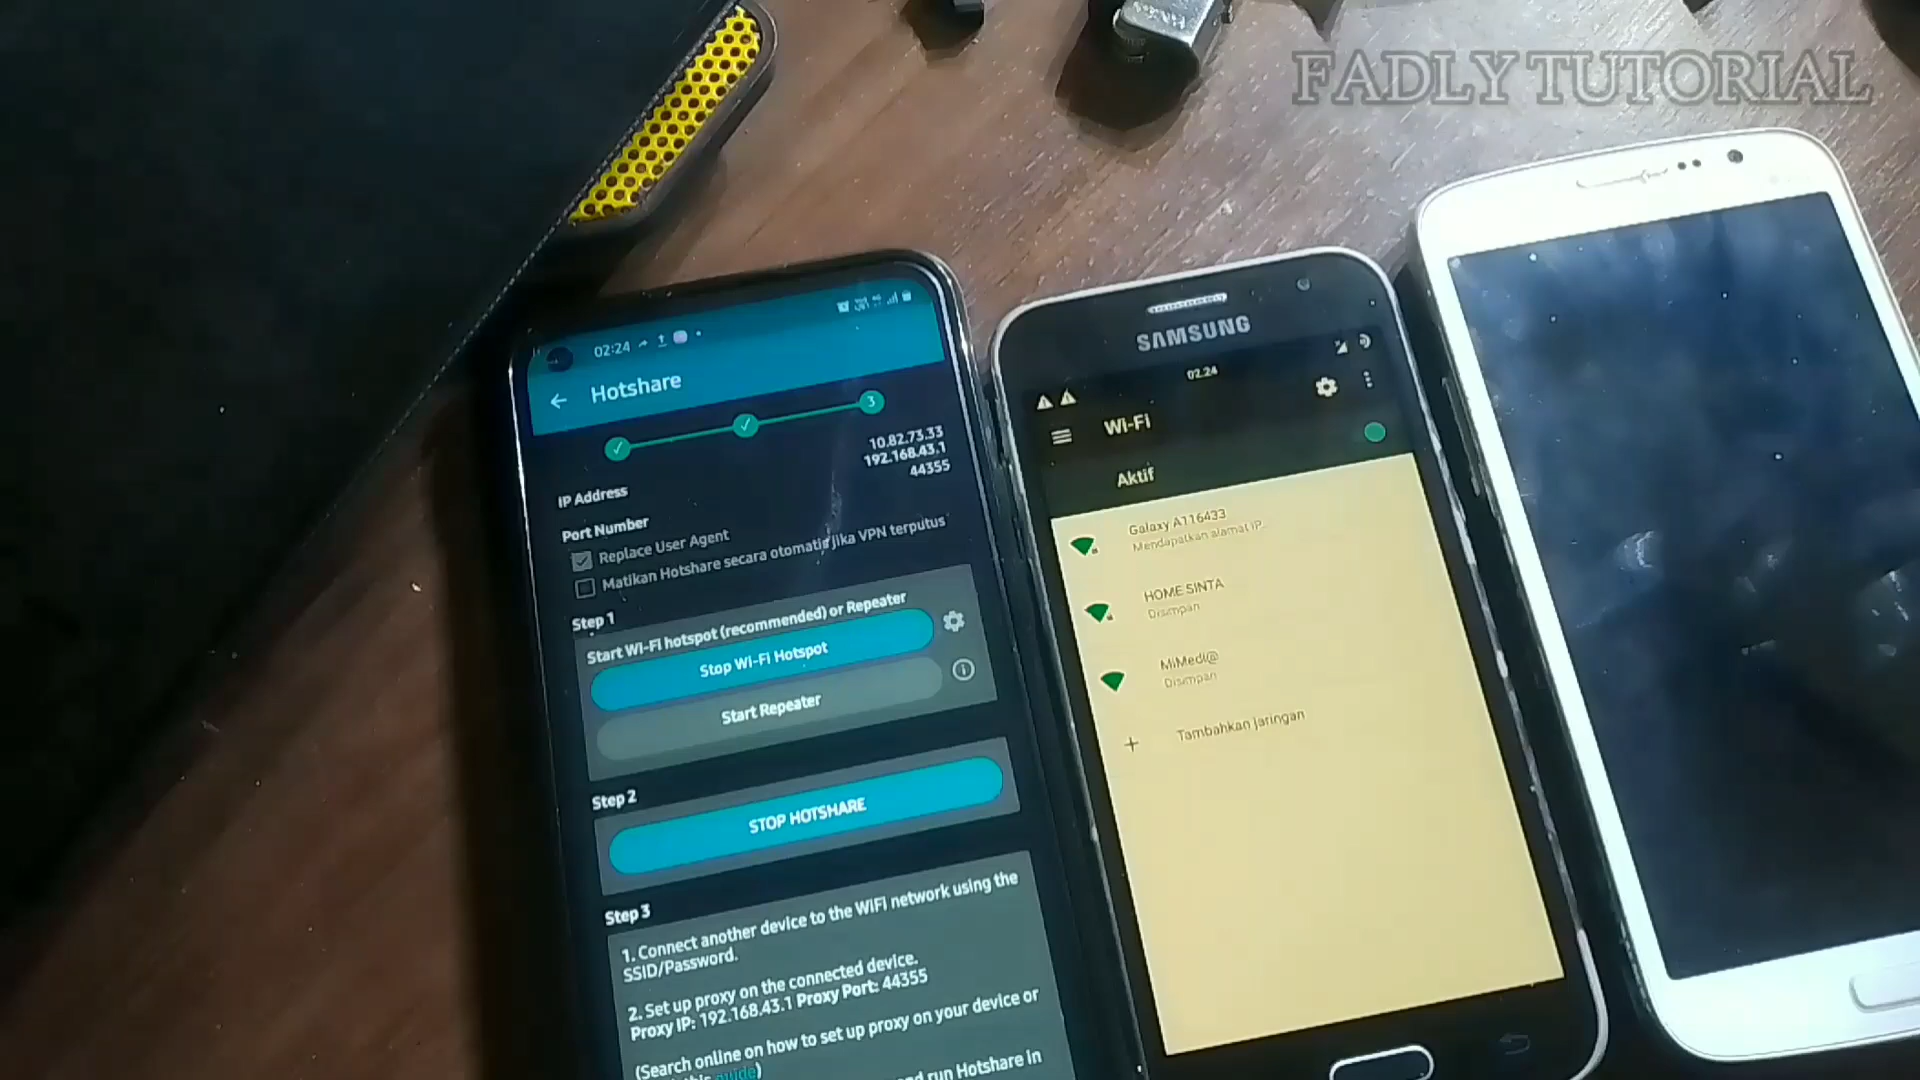 FADLY TUTORIAL
02:24
Hotshare
3
10.82.73.33
192.168.43.1
IP Address
44355
Port Number
Replace User Agent
Matikan Hotshare secara otomatis jika VPN terputus
Step 1
Start Wi-Fi hotspot (recommended) or Repeater
Stop Wi-Fi Hotspot
Start Repeater
Step 2
STOP HOTSHARE
Step 3
1. Connect another device to the WiFi network using the
SSID/Password.
2. Set up proxy on the connected device.
Proxy IP: 192.168.43.1 Proxy Port: 44355
(Search online on how to set up proxy on your device or
guide)
run Hotshare in
SAMSUNG
02.24
Wi-Fi
Aktif
Galaxy A116433
Mendapatkan alamat IP...
HOME SINTA
Disimpan
MiMedi@
Disimpan
Tambahkan jaringan